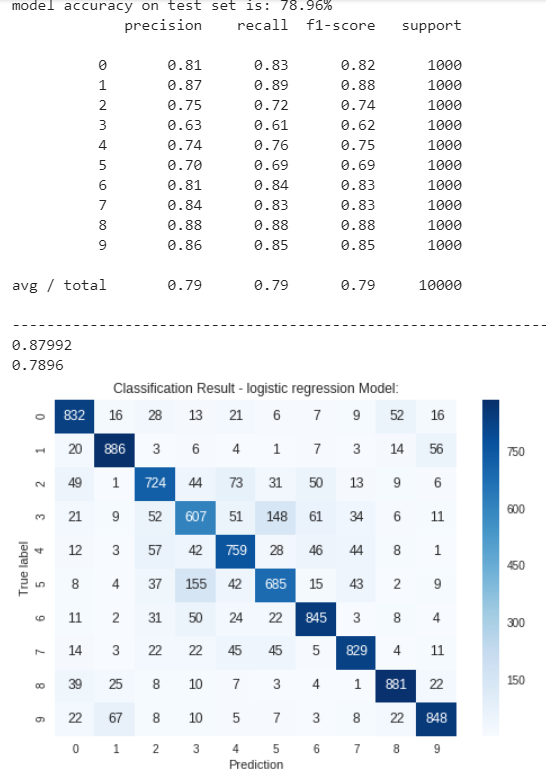 model accuracy on test set is: 78.96%
precision recall f1-score support
0 0.81 0.83 0.82 1000
1 0.87 0.89 0.88 1000
2 0.75 0.72 0.74 1000
3 0.63 0.61 0.62 1000
4 0.74 0.76 0.75 1000
5 0.70 0.69 0.69 1000
6 0.81 0.84 0.83 1000
7 0.84 0.83 0.83 1000
8 0.88 0.88 0.88 1000
9 0.86 0.85 0.85 1000
avg / total 0.79 0.79 0.79 10000
------------------------------------------------------
0.87992
0.7896
Classification Result - logistic regression Model:
0 832 16 28 13 21 6 7 9 52 16
1 20 886 3 6 4 1 7 3 14 56
2 49 1 724 44 73 31 50 13 9 6
3 21 9 52 607 51 148 61 34 6 11
4 12 3 57 42 759 28 46 44 8 1
5 8 4 37 155 42 685 15 43 2 9
6 11 2 31 50 24 22 845 3 8 4
7 14 3 22 22 45 45 5 829 4 11
8 39 25 8 10 7 3 4 1 881 22
9 22 67 8 10 5 7 3 8 22 848
0 1 2 3 4 5 6 7 8 9
True label
Prediction
750
600
450
300
150